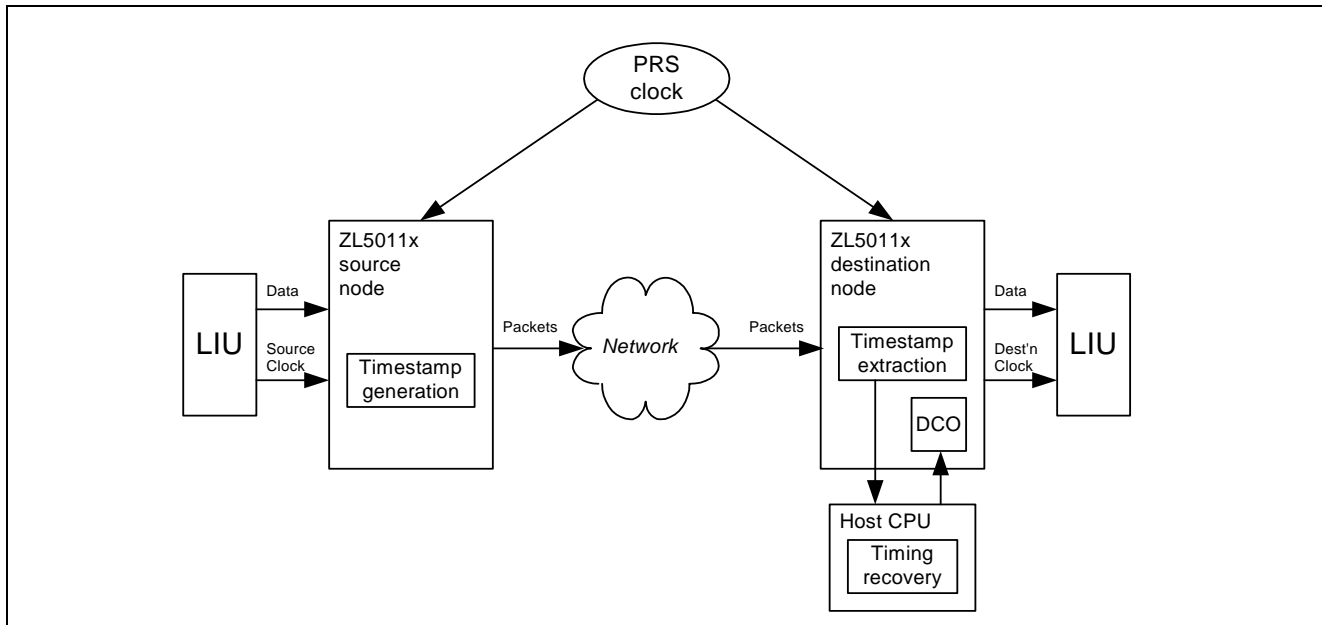 PRS
clock
ZL5011x
source
node
ZL5011x
destination
node
LIU
Data
Source
Clock
Timestamp
generation
Packets
Network
Packets
Timestamp
extraction
DCO
Data
Dest'n
Clock
LIU
Host CPU
Timing
recovery